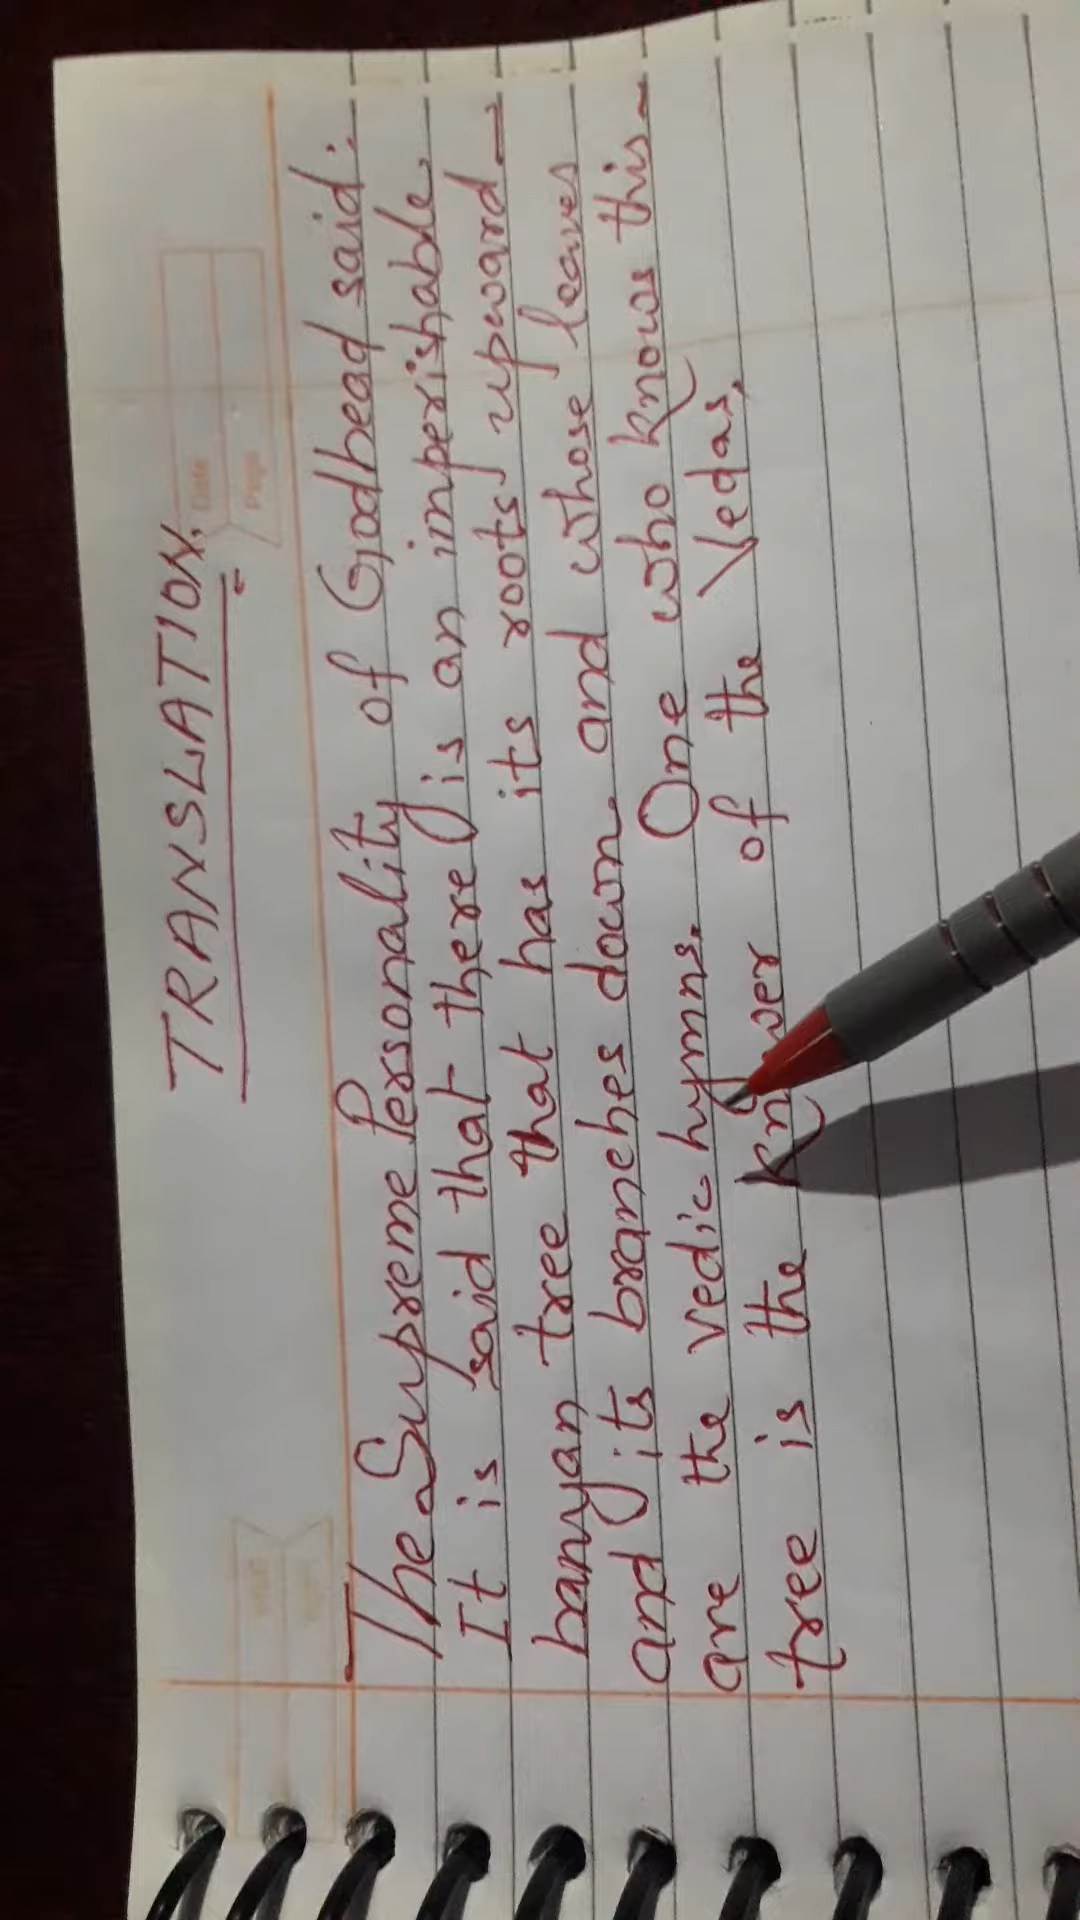 TRANSLATION.
Date
Page
The Supreme Personality of Godhead said:
It is said that there is an imperishable
banyan tree that has its roots upward
and its branches down and whose leaves
are the vedic hymns. One who knows this
tree is the knower of the Vedas.